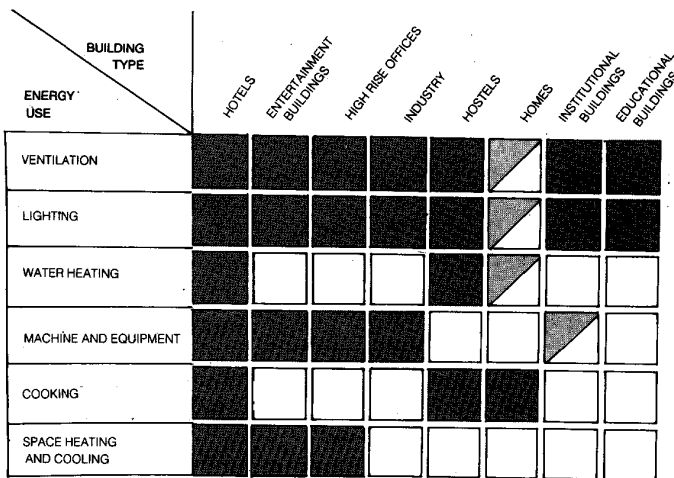 BUILDING
TYPE
ENERGY
USE
HOTELS
ENTERTAINMENT
BUILDINGS
HIGH RISE OFFICES
INDUSTRY
HOSTELS
HOMES
INSTITUTIONAL
BUILDINGS
EDUCATIONAL
BUILDINGS
VENTILATION
LIGHTING
WATER HEATING
MACHINE AND EQUIPMENT
COOKING
SPACE HEATING
AND COOLING